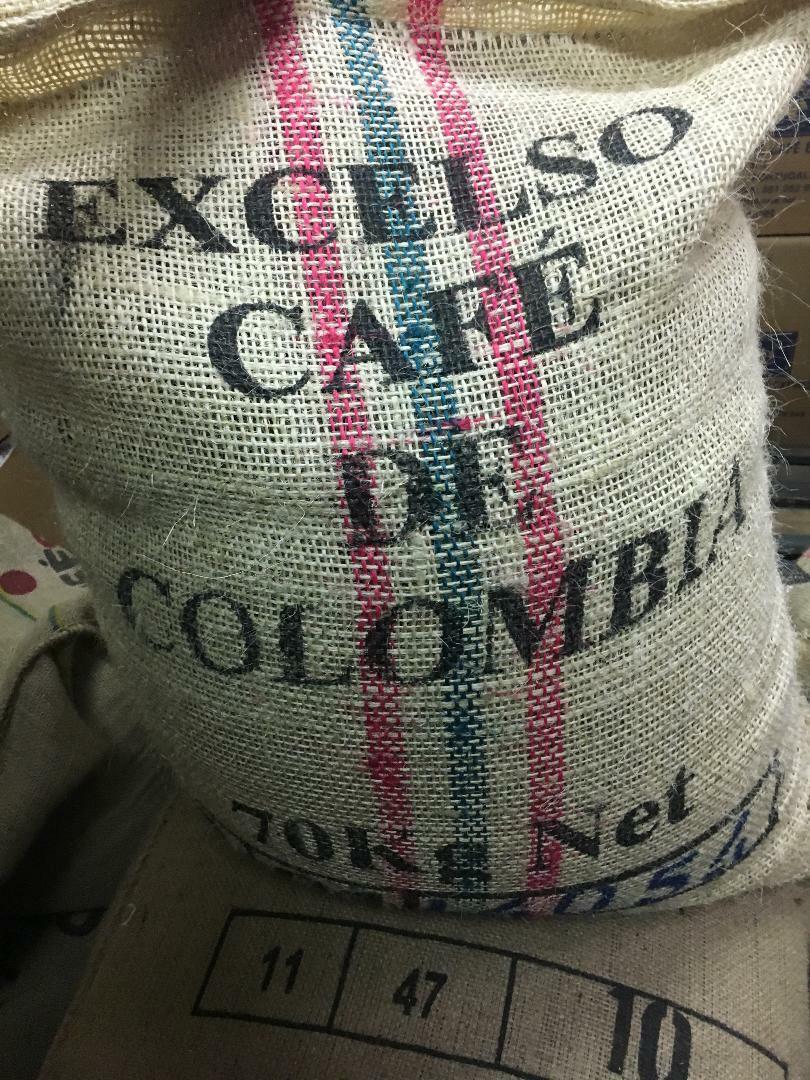 EXCELSO
CAFÉ
DE
COLOMBIA
70Kg Net
11 47 10